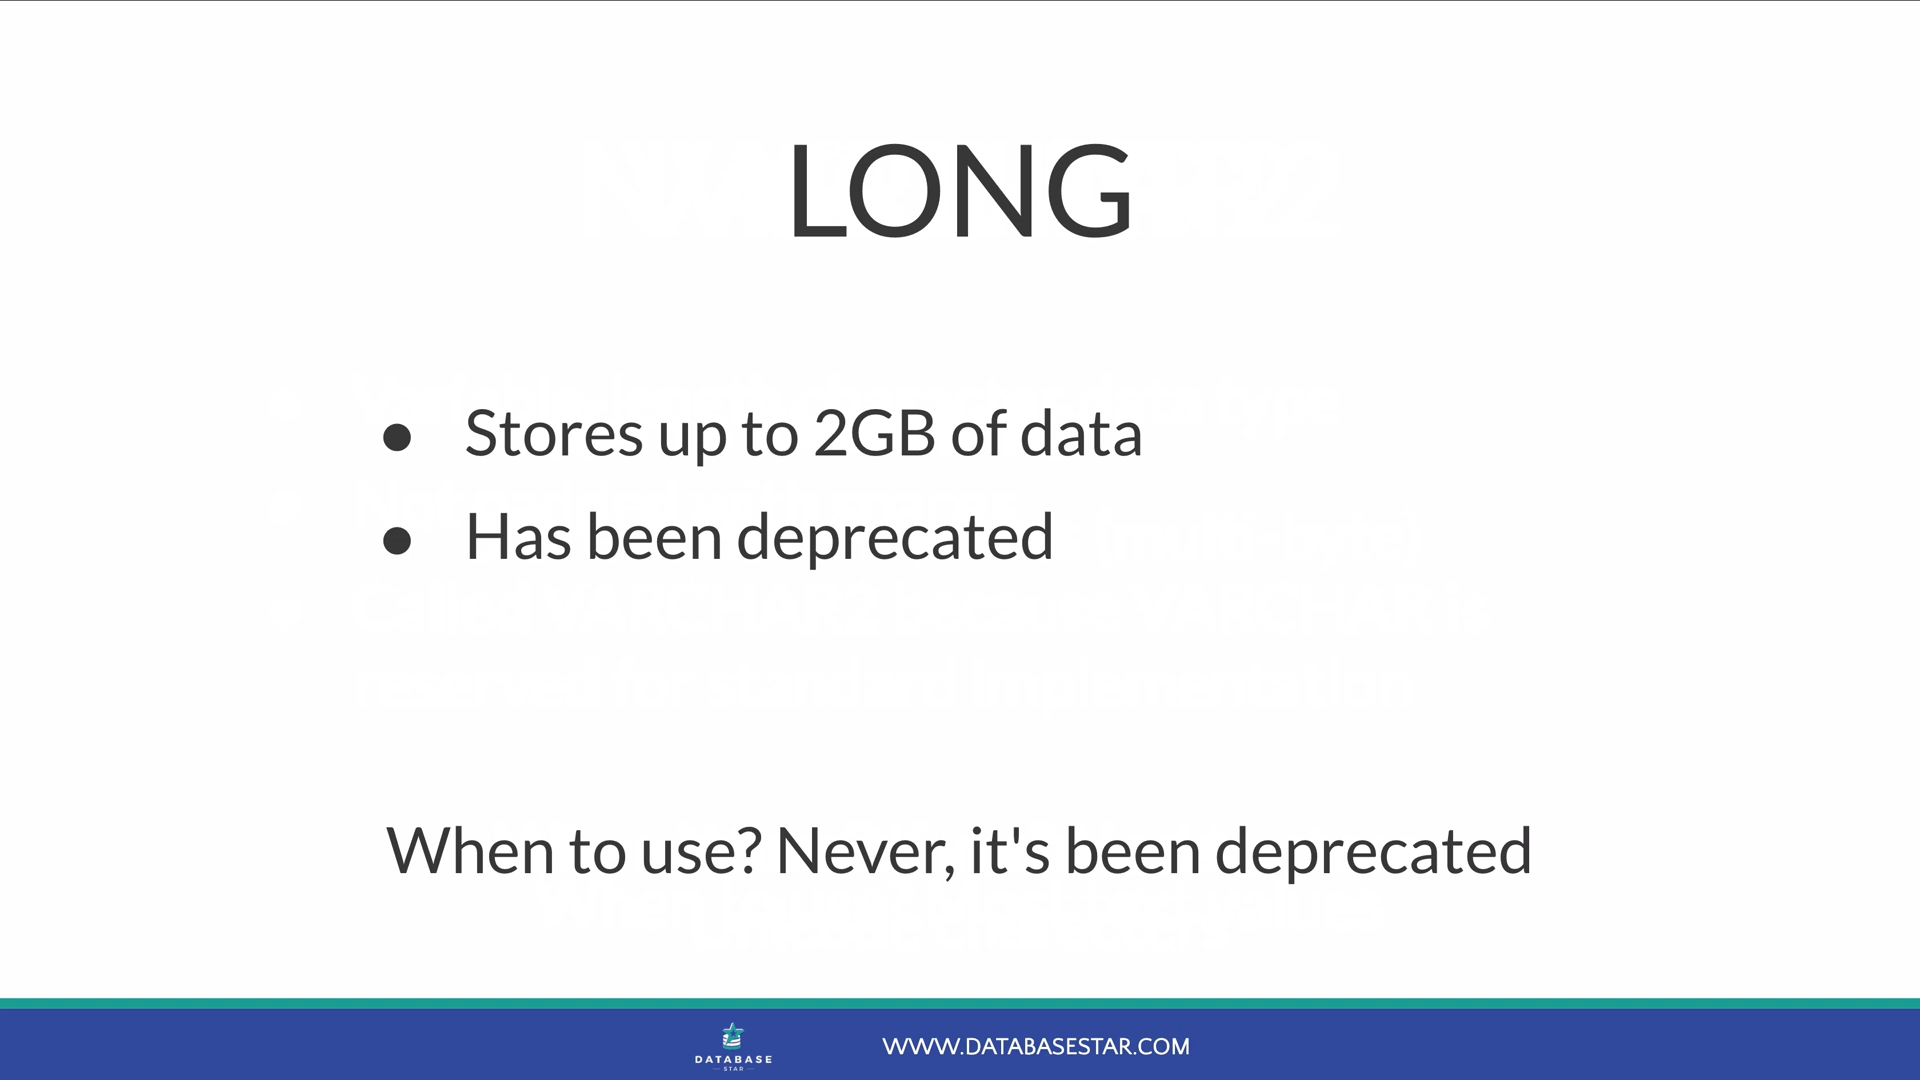 LONG
● Stores up to 2GB of data
● Has been deprecated
When to use? Never, it's been deprecated
DATABASE
STAR
WWW.DATABASESTAR.COM